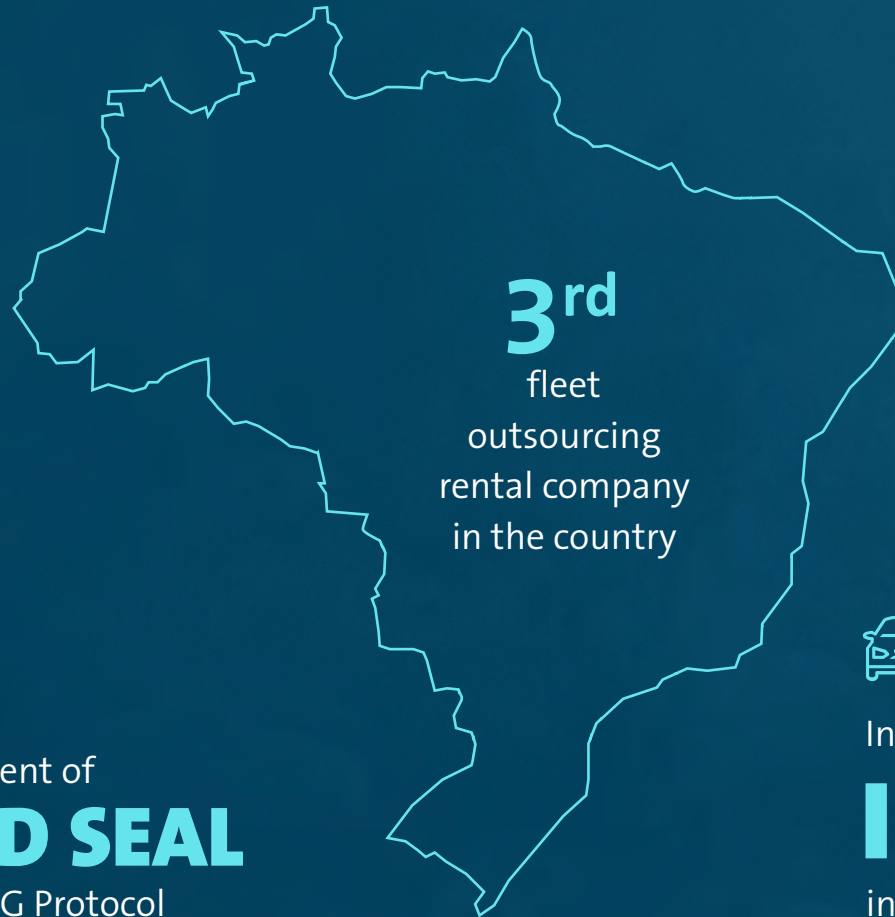 3rd
fleet
outsourcing
rental company
in the country
ent of
D SEAL
G Protocol
In
in